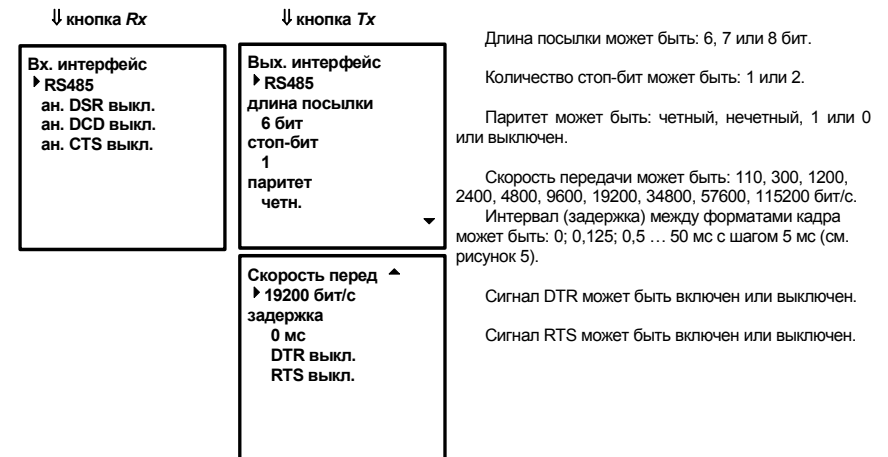 ⇓ кнопка Rx
Вх. интерфейс
RS485
ан. DSR выкл.
ан. DCD выкл.
ан. CTS выкл.
⇓ кнопка Tx
Вых. интерфейс
RS485
длина посылки
6 бит
стоп-бит
1
паритет
четн.
Скорость перед
19200 бит/с
задержка
0 мс
DTR выкл.
RTS выкл.
Длина посылки может быть: 6, 7 или 8 бит.
Количество стоп-бит может быть: 1 или 2.
Паритет может быть: четный, нечетный, 1 или 0
или выключен.
Скорость передачи может быть: 110, 300, 1200,
2400, 4800, 9600, 19200, 34800, 57600, 115200 бит/с.
Интервал (задержка) между форматами кадра
может быть: 0; 0,125; 0,5 … 50 мс с шагом 5 мс (см.
рисунок 5).
Сигнал DTR может быть включен или выключен.
Сигнал RTS может быть включен или выключен.